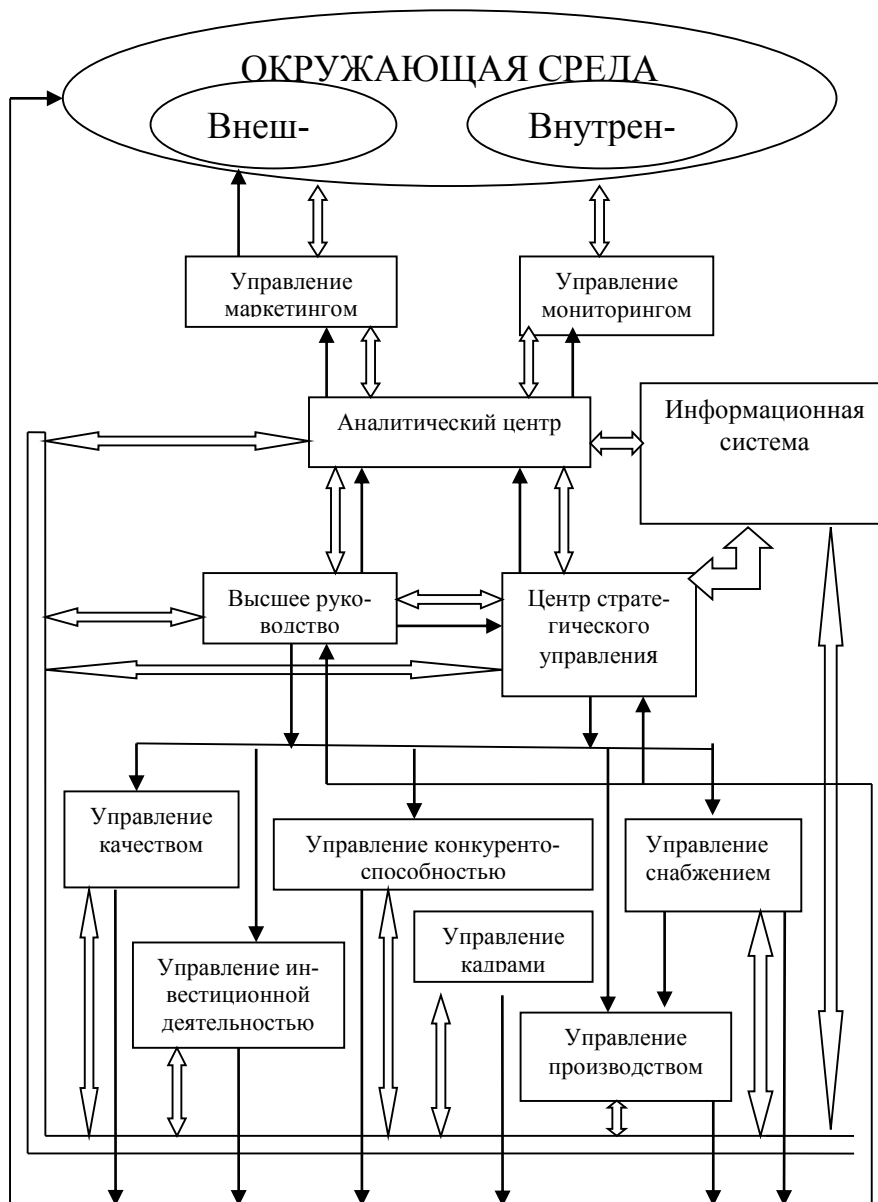 ОКРУЖАЮЩАЯ СРЕДА
Внеш-
Внутрен-
Управление
маркетингом
Управление
мониторингом
Аналитический центр
Информационная
система
Высшее руко-
водство
Центр страте-
гического
управления
Управление
качеством
Управление конкуренто-
способностью
Управление
снабжением
Управление
кадрами
Управление ин-
вестиционной
деятельностью
Управление
производством